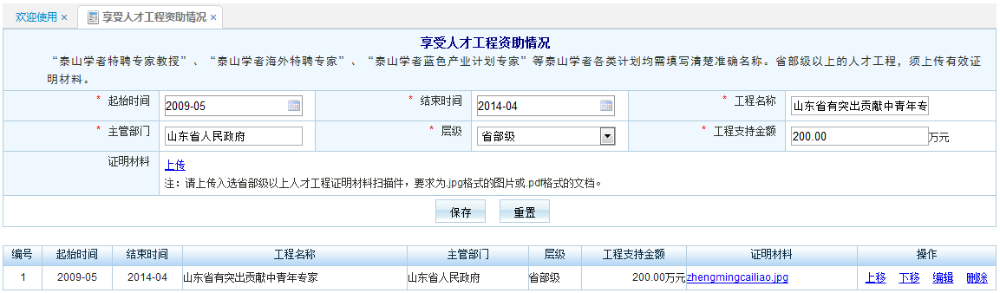 欢迎使用 × 享受人才工程资助情况 ×
享受人才工程资助情况
“泰山学者特聘专家教授”、“泰山学者海外特聘专家”、“泰山学者蓝色产业计划专家”等泰山学者各类计划均需填写清楚准确名称。省部级以上的人才工程，须上传有效证
明材料。
* 起始时间 2009-05 * 结束时间 2014-04 * 工程名称 山东省有突出贡献中青年专
* 主管部门 山东省人民政府 * 层级 省部级 * 工程支持金额 200.00 万元
证明材料 上传
注：请上传入选省部级以上人才工程证明材料扫描件，要求为.jpg格式的图片或.pdf格式的文档。
保存 重置
编号 起始时间 结束时间 工程名称 主管部门 层级 工程支持金额 证明材料 操作
1 2009-05 2014-04 山东省有突出贡献中青年专家 山东省人民政府 省部级 200.00万元 zhengmingcailiao.jpg 上移 下移 编辑 删除